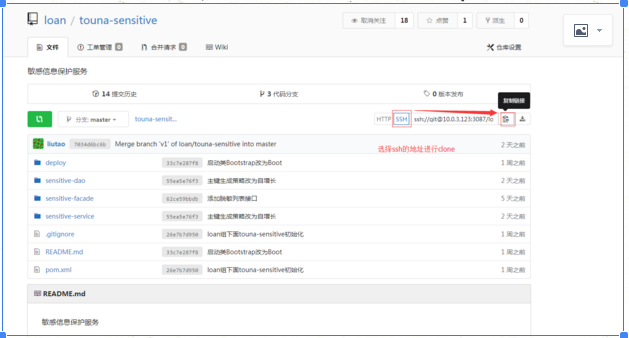 loan / touna-sensitive
取消关注 18 点赞 1 派生 0
文件 工单管理 0 合并请求 0 Wiki 仓库设置
敏感信息保护服务
14 提交历史 3 代码分支 0 版本发布
复制链接
分支: master touna-sensit... HTTP SSH ssh://git@10.0.3.123:3087/lo
选择ssh的地址进行clone
liutao 7034d6bc6b Merge branch 'v1' of loan/touna-sensitive into master 2 天之前
deploy 33c7e287f8 启动类Bootstrap改为Boot 1 周之前
sensitive-dao 55ea5e76f3 主键生成策略改为自增长 2 天之前
sensitive-facade 62ce59bbdb 添加脱敏列表接口 5 天之前
sensitive-service 55ea5e76f3 主键生成策略改为自增长 2 天之前
.gitignore 2de7b7d950 loan组下面touna-sensitive初始化 1 周之前
README.md 33c7e287f8 启动类Bootstrap改为Boot 1 周之前
pom.xml 2de7b7d950 loan组下面touna-sensitive初始化 1 周之前
README.md
敏感信息保护服务